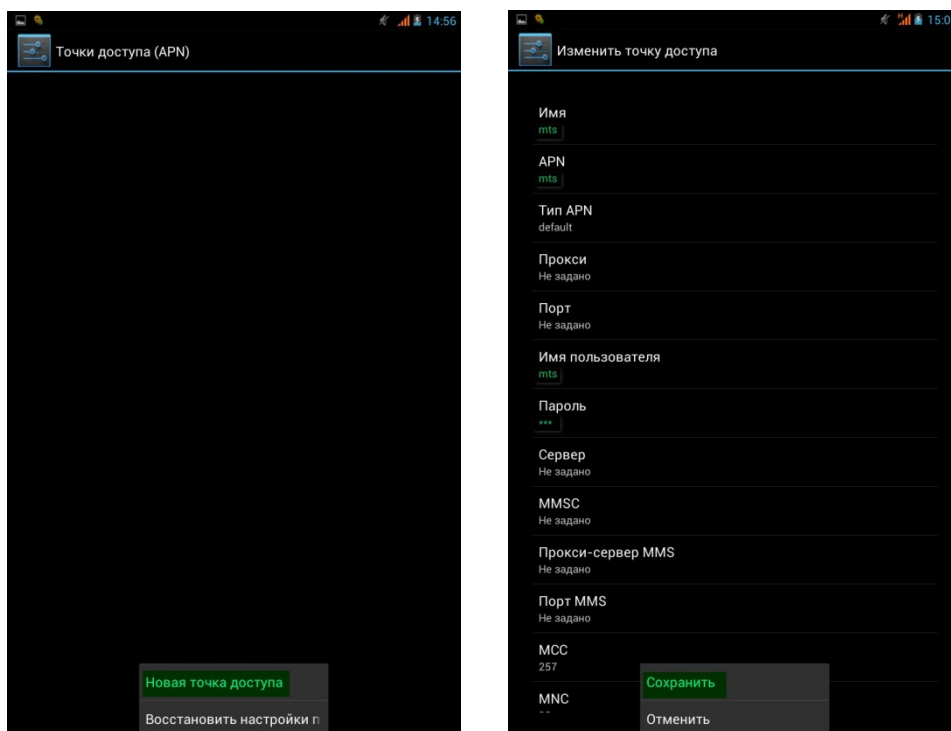 14:56
Точки доступа (APN)
Новая точка доступа
Восстановить настройки п
H
15:0
Изменить точку доступа
Имя
mts
APN
mts
Тип APN
default
Прокси
Не задано
Порт
Не задано
Имя пользователя
mts
Пароль
***
Сервер
Не задано
MMSC
Не задано
Прокси-сервер MMS
Не задано
Порт MMS
Не задано
MCC
257
MNC
Сохранить
Отменить